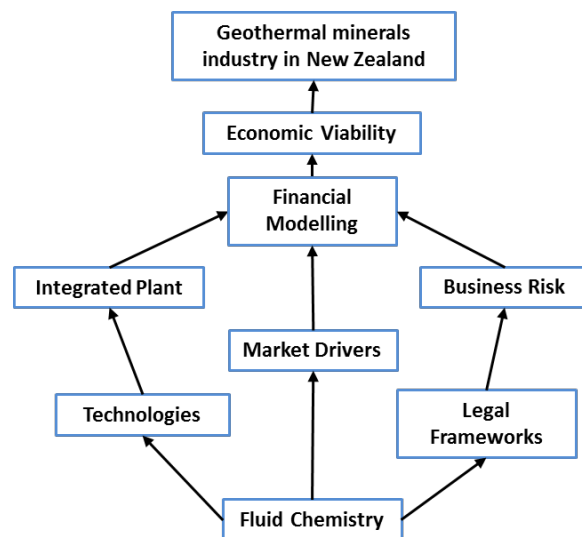 Geothermal minerals
industry in New Zealand
Economic Viability
Financial
Modelling
Integrated Plant
Business Risk
Market Drivers
Technologies
Legal
Frameworks
Fluid Chemistry